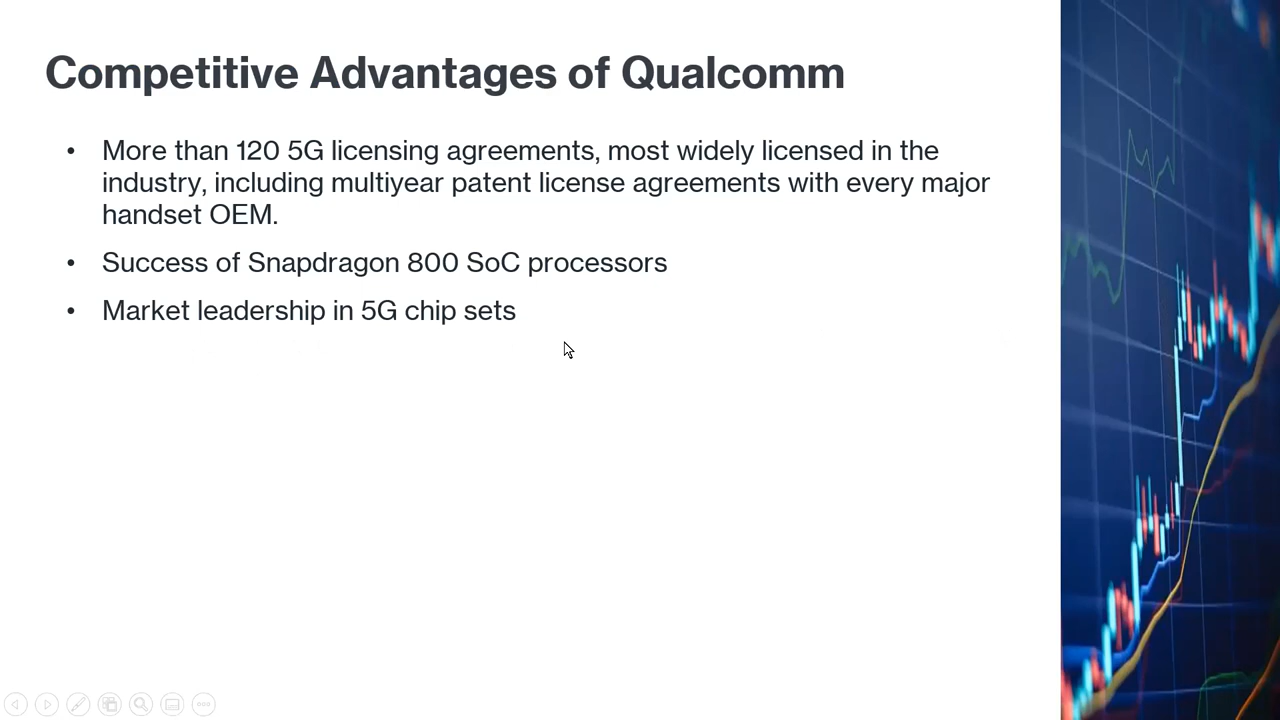 Competitive Advantages of Qualcomm
• More than 120 5G licensing agreements, most widely licensed in the
industry, including multiyear patent license agreements with every major
handset OEM.
• Success of Snapdragon 800 SoC processors
• Market leadership in 5G chip sets